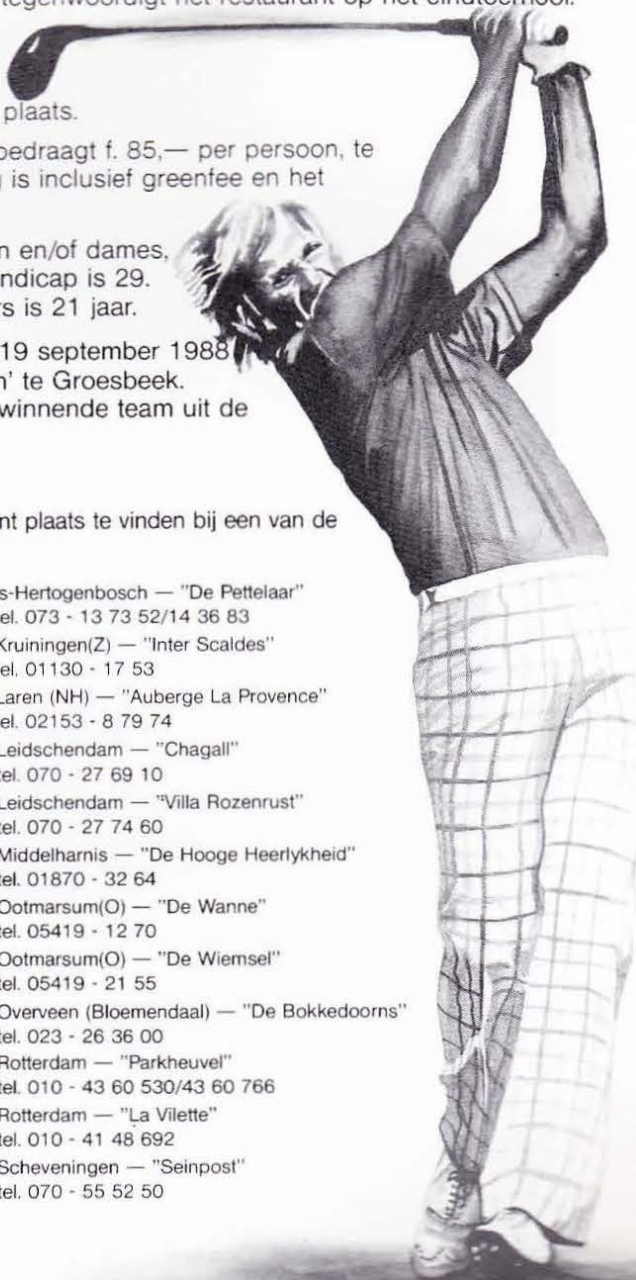 tegenwoordigt het restaurant op het eindtoernooi.
plaats.
bedraagt f. 85,— per persoon, te
is inclusief greenfee en het
en/of dames,
ndicap is 29.
s is 21 jaar.
19 september 1988
te Groesbeek.
winnende team uit de
nt plaats te vinden bij een van de
s-Hertogenbosch — "De Pettelaar"
tel. 073 - 13 73 52/14 36 83
Kruiningen(Z) — "Inter Scaldes"
tel. 01130 - 17 53
Laren (NH) — "Auberge La Provence"
tel. 02153 - 8 79 74
Leidschendam — "Chagall"
tel. 070 - 27 69 10
Leidschendam — "Villa Rozenrust"
tel. 070 - 27 74 60
Middelharnis — "De Hooge Heerlykheid"
tel. 01870 - 32 64
Ootmarsum(O) — "De Wanne"
tel. 05419 - 12 70
Ootmarsum(O) — "De Wiemsel"
tel. 05419 - 21 55
Overveen (Bloemendaal) — "De Bokkedoorns"
tel. 023 - 26 36 00
Rotterdam — "Parkheuvel"
tel. 010 - 43 60 530/43 60 766
Rotterdam — "La Vilette"
tel. 010 - 41 48 692
Scheveningen — "Seinpost"
tel. 070 - 55 52 50